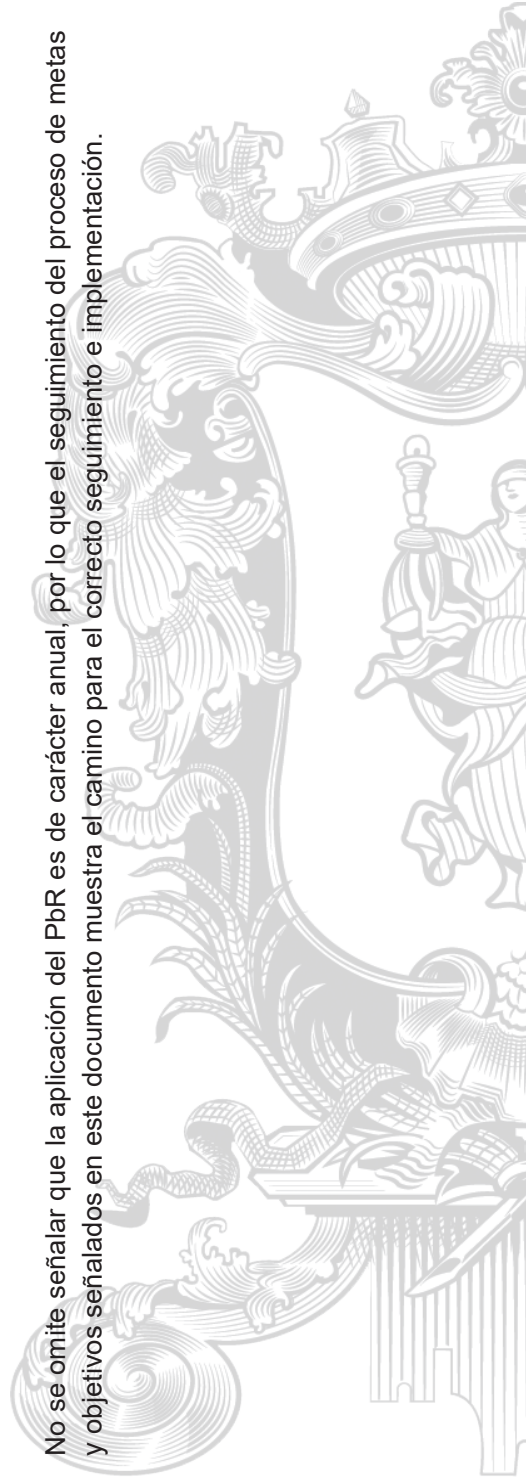 No se omite señalar que la aplicación del PbR es de carácter anual, por lo que el seguimiento del proceso de metas
y objetivos señalados en este documento muestra el camino para el correcto seguimiento e implementación.